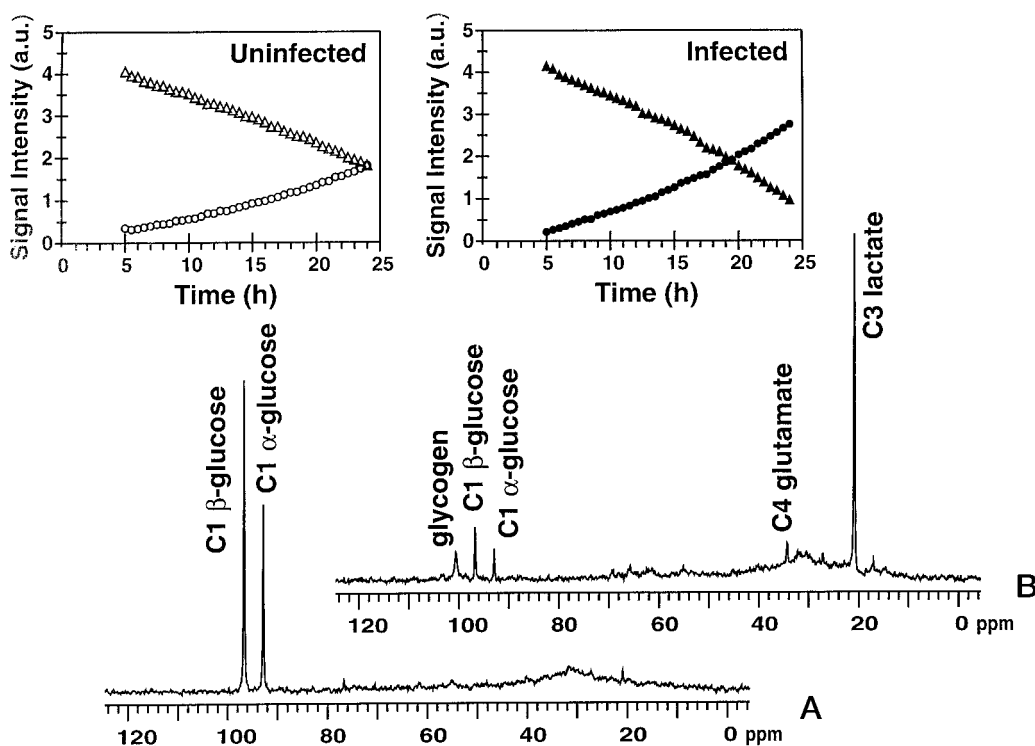 Signal Intensity (a.u.)
5
4
3
2
1
0
Uninfected
0 5 10 15 20 25
Time (h)
Signal Intensity (a.u.)
5
4
3
2
1
0
Infected
0 5 10 15 20 25
Time (h)
C1 β-glucose
C1 α-glucose
glycogen
C1 β-glucose
C1 α-glucose
C4 glutamate
C3 lactate
B
120 100 80 60 40 20 0 ppm
A
120 100 80 60 40 20 0 ppm